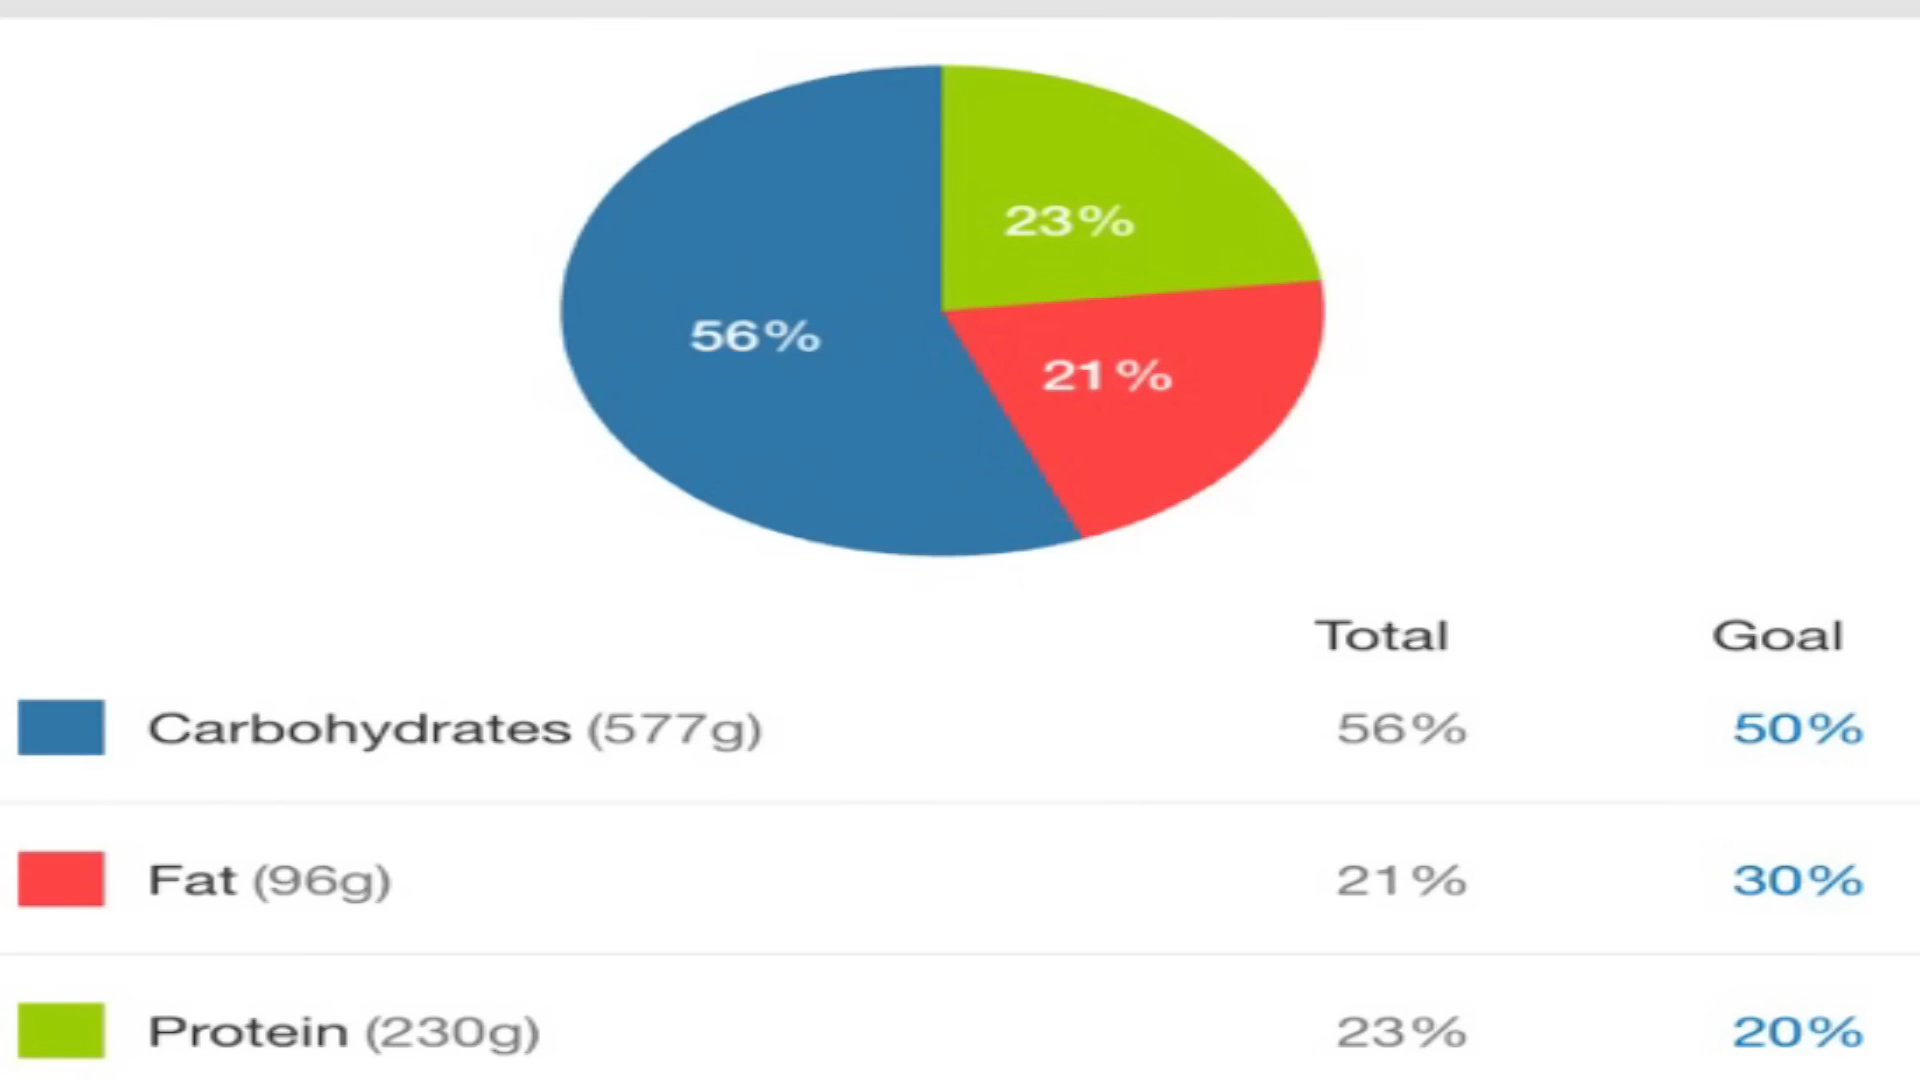 23%
56%
21%
Total Goal
Carbohydrates (577g) 56% 50%
Fat (96g) 21% 30%
Protein (230g) 23% 20%